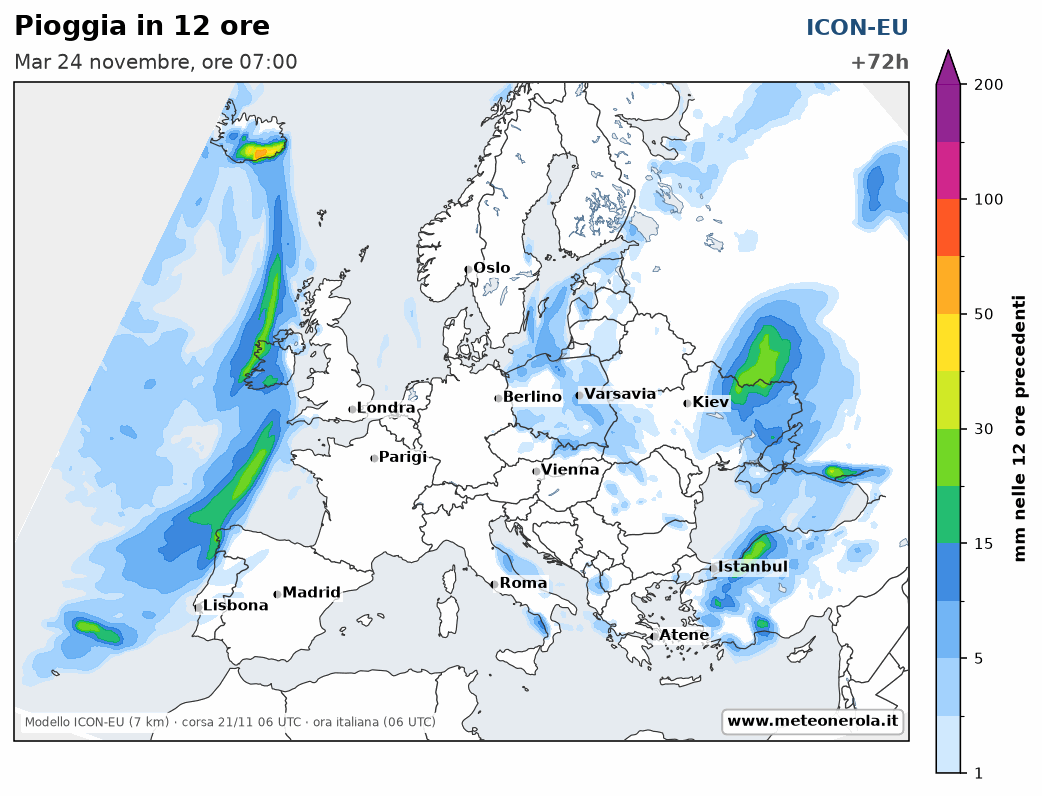 Pioggia in 12 ore
ICON-EU
Mar 24 novembre, ore 07:00
+72h
200
100
50
30
15
5
1
mm nelle 12 ore precedenti
Oslo
Berlino
Varsavia
Kiev
Londra
Parigi
Vienna
Istanbul
Roma
Madrid
Lisbona
Atene
Modello ICON-EU (7 km) · corsa 21/11 06 UTC · ora italiana (06 UTC)
www.meteonerola.it